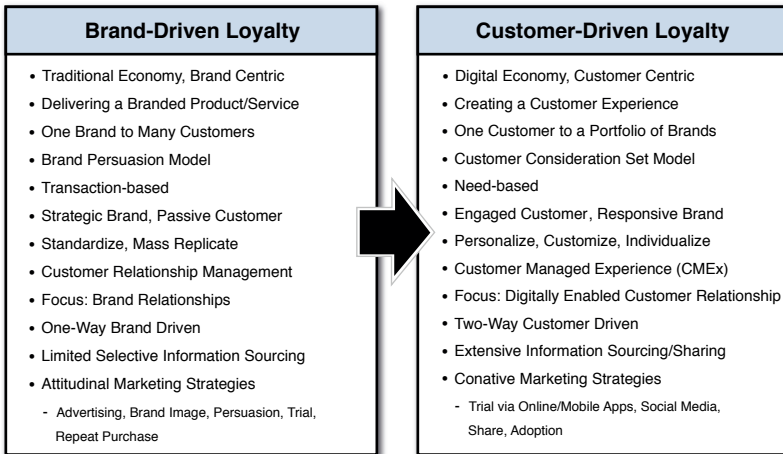 Brand-Driven Loyalty
• Traditional Economy, Brand Centric
• Delivering a Branded Product/Service
• One Brand to Many Customers
• Brand Persuasion Model
• Transaction-based
• Strategic Brand, Passive Customer
• Standardize, Mass Replicate
• Customer Relationship Management
• Focus: Brand Relationships
• One-Way Brand Driven
• Limited Selective Information Sourcing
• Attitudinal Marketing Strategies
- Advertising, Brand Image, Persuasion, Trial,
Repeat Purchase
Customer-Driven Loyalty
• Digital Economy, Customer Centric
• Creating a Customer Experience
• One Customer to a Portfolio of Brands
• Customer Consideration Set Model
• Need-based
• Engaged Customer, Responsive Brand
• Personalize, Customize, Individualize
• Customer Managed Experience (CMEx)
• Focus: Digitally Enabled Customer Relationship
• Two-Way Customer Driven
• Extensive Information Sourcing/Sharing
• Conative Marketing Strategies
- Trial via Online/Mobile Apps, Social Media,
Share, Adoption